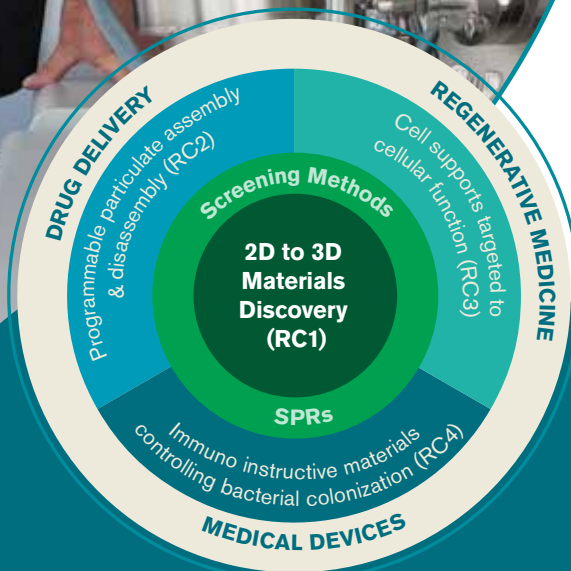 DRUG DELIVERY
REGENERATIVE MEDICINE
MEDICAL DEVICES
Programmable particulate assembly
& disassembly (RC2)
Cell supports targeted to
cellular function (RC3)
Immuno instructive materials
controlling bacterial colonization (RC4)
Screening Methods
SPRs
2D to 3D
Materials
Discovery
(RC1)